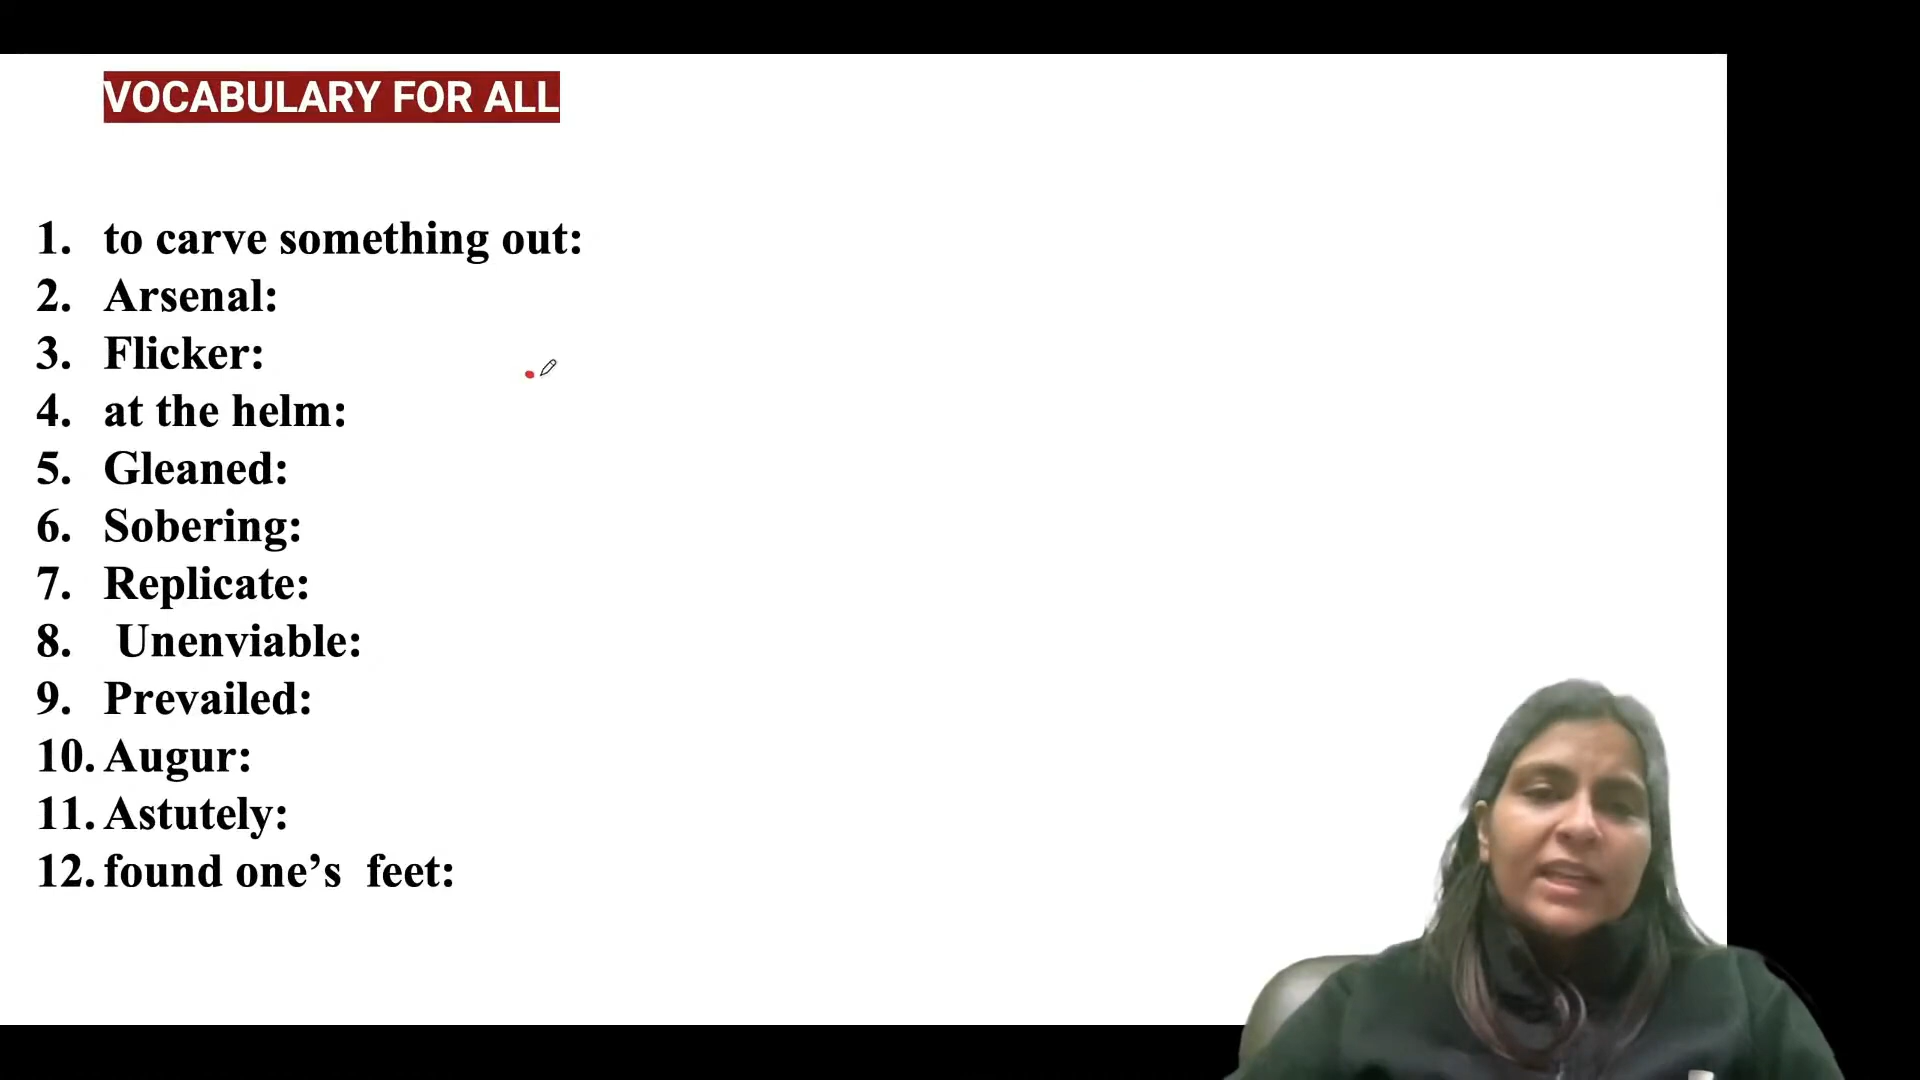 VOCABULARY FOR ALL
1. to carve something out:
2. Arsenal:
3. Flicker:
4. at the helm:
5. Gleaned:
6. Sobering:
7. Replicate:
8. Unenviable:
9. Prevailed:
10. Augur:
11. Astutely:
12. found one’s feet: